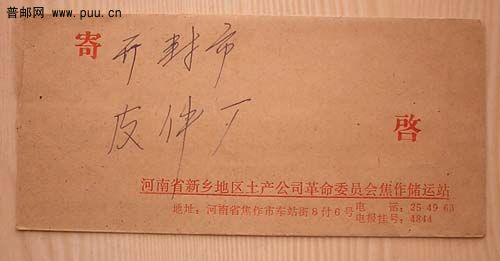 普邮网 www.puu.cn
寄
开封市
皮件厂
启
河南省新乡地区土产公司革命委员会焦作储运站
地址：河南省焦作市车站街8付6号
电 话：25-49 63
电报挂号：4844